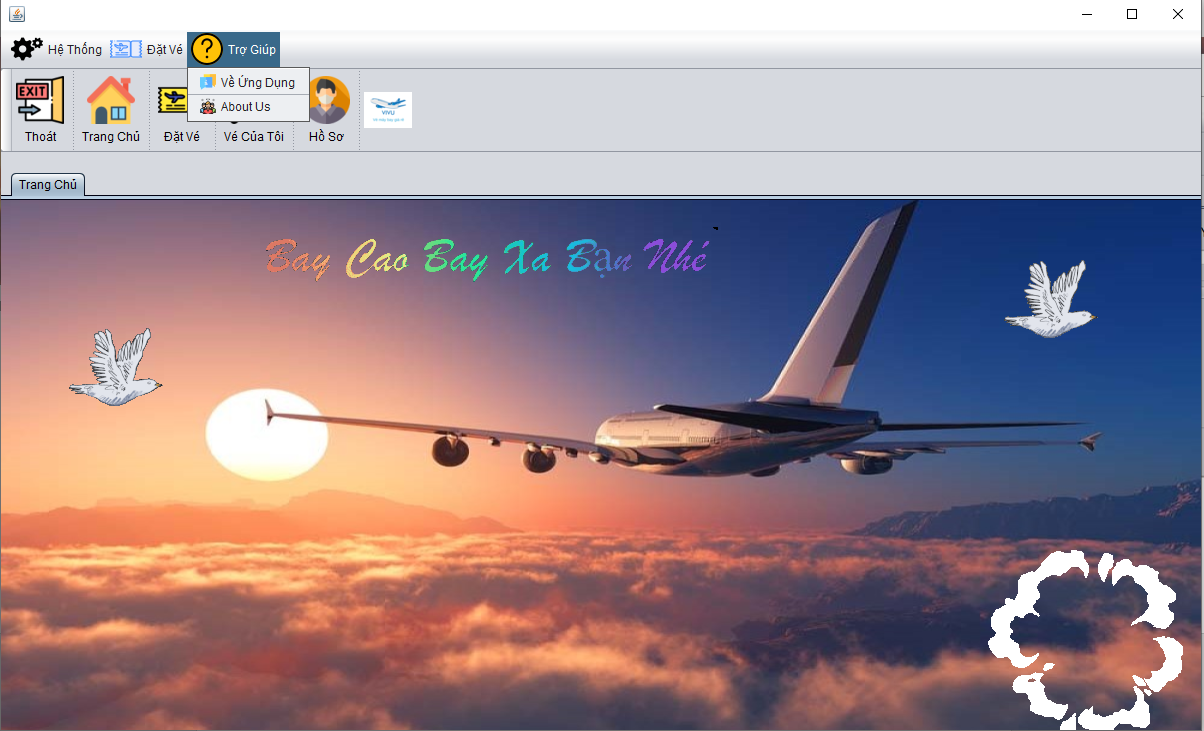 Hệ Thống Đặt Vé ? Trợ Giúp
Về Ứng Dụng
About Us
EXIT
VIVU
Thoát Trang Chủ Đặt Vé Vé Của Tôi Hồ Sơ
Trang Chủ
Bay Cao Bay Xa Bạn Nhé